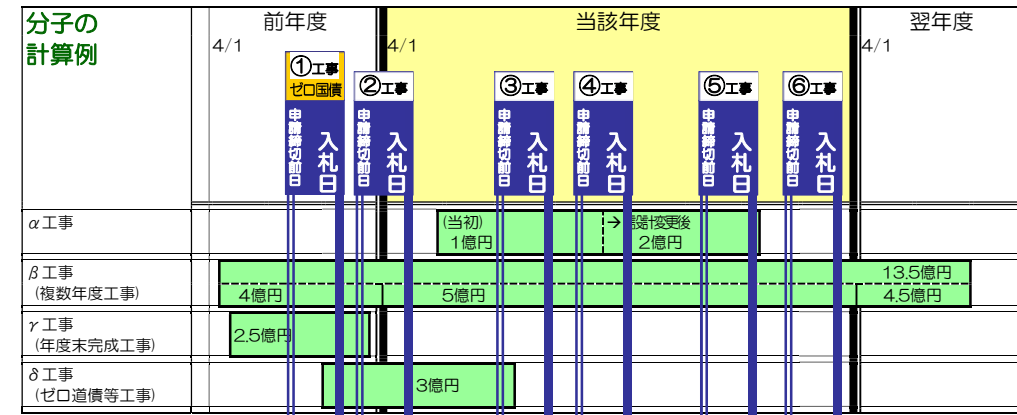 分子の
計算例
前年度
当該年度
翌年度
4/1
4/1
4/1
①工事
ゼロ国債
②工事
③工事
④工事
⑤工事
⑥工事
申請締切前日
入札日
申請締切前日
入札日
申請締切前日
入札日
申請締切前日
入札日
申請締切前日
入札日
申請締切前日
入札日
α工事
(当初)
1億円
→ 設計変更後
2億円
β工事
(複数年度工事)
13.5億円
4億円
5億円
4.5億円
γ工事
(年度末完成工事)
2.5億円
δ工事
(ゼロ道債等工事)
3億円